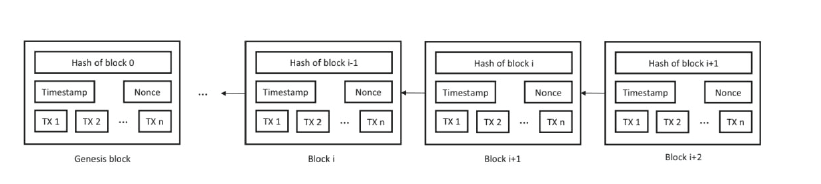 Hash of block 0
Timestamp Nonce
TX 1 TX 2 ... TX n
Genesis block
...
Hash of block i-1
Timestamp Nonce
TX 1 TX 2 ... TX n
Block i
Hash of block i
Timestamp Nonce
TX 1 TX 2 ... TX n
Block i+1
Hash of block i+1
Timestamp Nonce
TX 1 TX 2 ... TX n
Block i+2